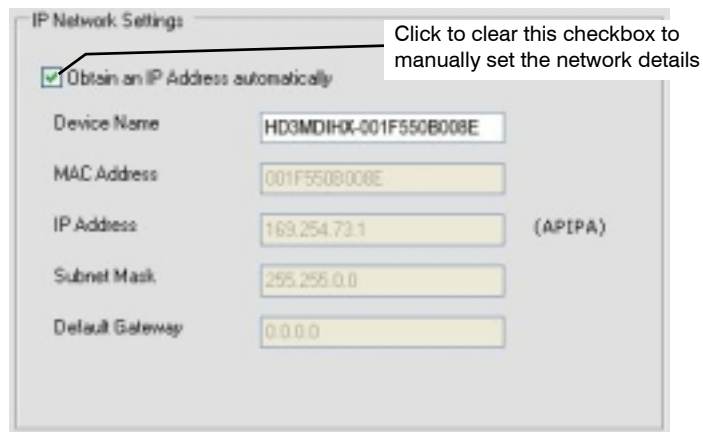 IP Network Settings
Click to clear this checkbox to
manually set the network details
Obtain an IP Address automatically
Device Name
HD3MDIHX-001F550B008E
MAC Address
001F550B008E
IP Address
169.254.73.1
(APIPA)
Subnet Mask
255.255.0.0
Default Gateway
0.0.0.0